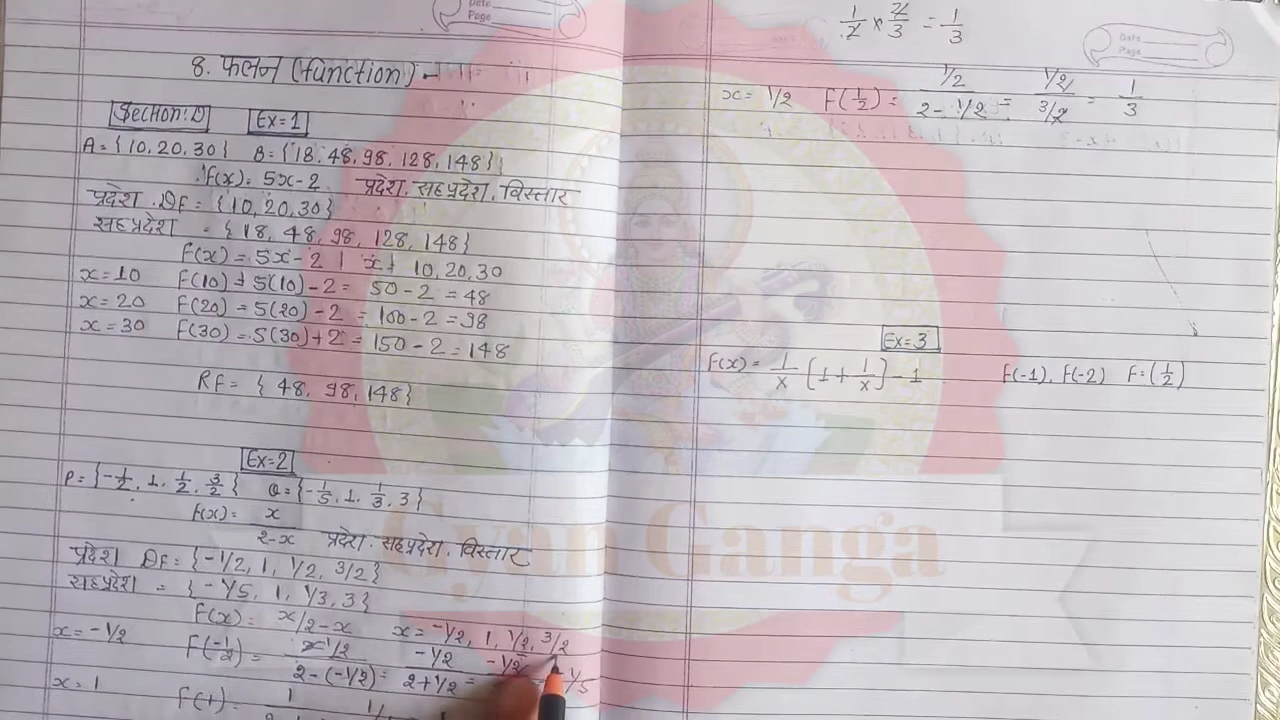 Date
Page
8. फलन (function) :-
Section: D Ex=1
A = {10, 20, 30} B = {18, 48, 98, 128, 148}
f(x) = 5x-2 प्रदेश, सहप्रदेश, विस्तार
प्रदेश DF = {10, 20, 30}
सहप्रदेश = {18, 48, 98, 128, 148}
F(x) = 5x-2 | x = 10, 20, 30
x=10 F(10) = 5(10)-2 = 50-2 = 48
x=20 F(20) = 5(20)-2 = 100-2 = 98
x=30 F(30) = 5(30)+2 = 150-2 = 148
RF = {48, 98, 148}
Ex=2
P = {-1/2, 1, 1/2, 3/2} Q = {-1/5, 1, 1/3, 3}
F(x) = x/2-x प्रदेश, सहप्रदेश, विस्तार
प्रदेश DF = {-1/2, 1, 1/2, 3/2}
सहप्रदेश = {-1/5, 1, 1/3, 3}
F(x) = x/2-x x = -1/2, 1, 1/2, 3/2
x = -1/2 F(-1/2) = 1/2 / 2-(-1/2) = -1/2 / 2+1/2 = -1/2 1/5
x = 1 F(1) = 1
1/2 × 2/3 = 1/3
Date
Page
x = 1/2 F(1/2) = 1/2 / 2-1/2 = 1/2 / 3/2 = 1/3
Ex=3
F(x) = 1/x [1+1/x] -1 F(-1), F(-2) F=(1/2)
Gyan Ganga